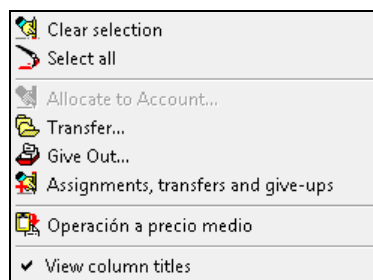 Clear selection
Select all
Allocate to Account...
Transfer...
Give Out...
Assignments, transfers and give-ups
Operación a precio medio
View column titles